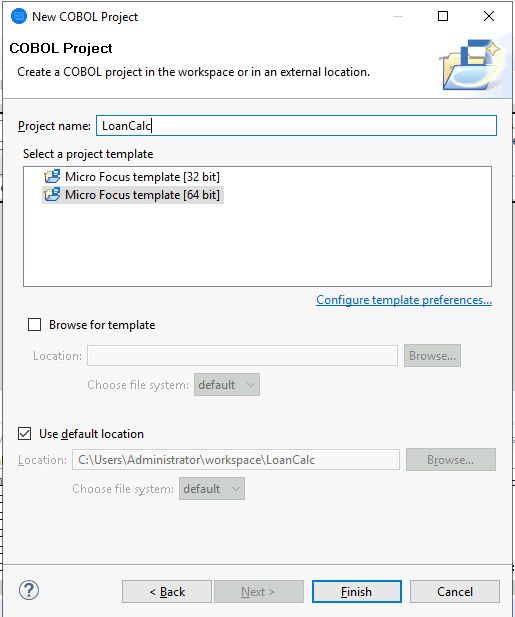 New COBOL Project
COBOL Project
Create a COBOL project in the workspace or in an external location.
Project name: LoanCalc
Select a project template
Micro Focus template [32 bit]
Micro Focus template [64 bit]
Configure template preferences...
Browse for template
Location: Browse...
Choose file system: default
Use default location
Location: C:\Users\Administrator\workspace\LoanCalc Browse...
Choose file system: default
? < Back Next > Finish Cancel